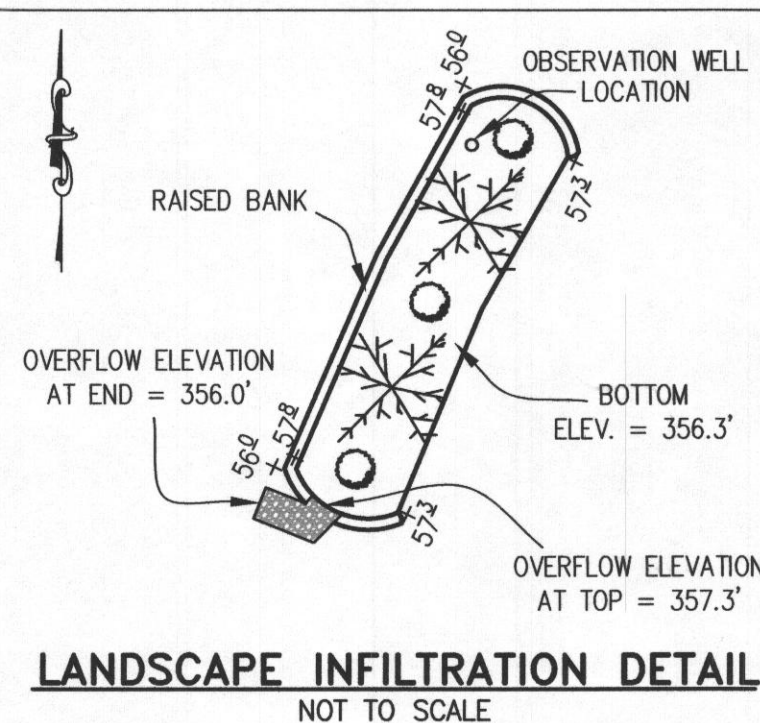 OBSERVATION WELL
LOCATION
56 0
57 8
57 3
RAISED BANK
OVERFLOW ELEVATION
AT END = 356.0'
BOTTOM
ELEV. = 356.3'
56 0
57 8
57 3
OVERFLOW ELEVATION
AT TOP = 357.3'
LANDSCAPE INFILTRATION DETAIL
NOT TO SCALE